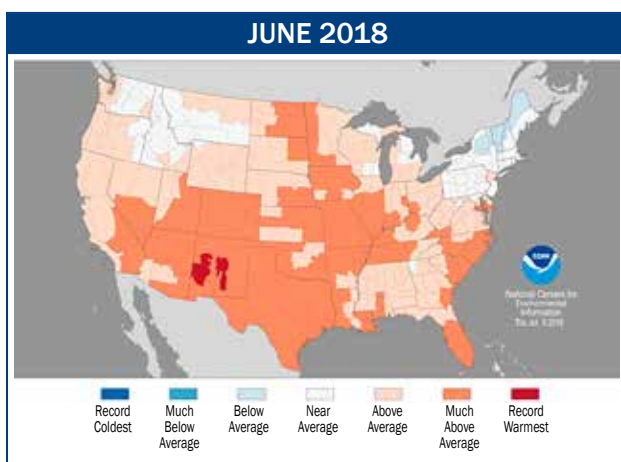 JUNE 2018
National Centers for
Environmental
Information
Record
Coldest
Much
Below
Average
Below
Average
Near
Average
Above
Average
Much
Above
Average
Record
Warmest